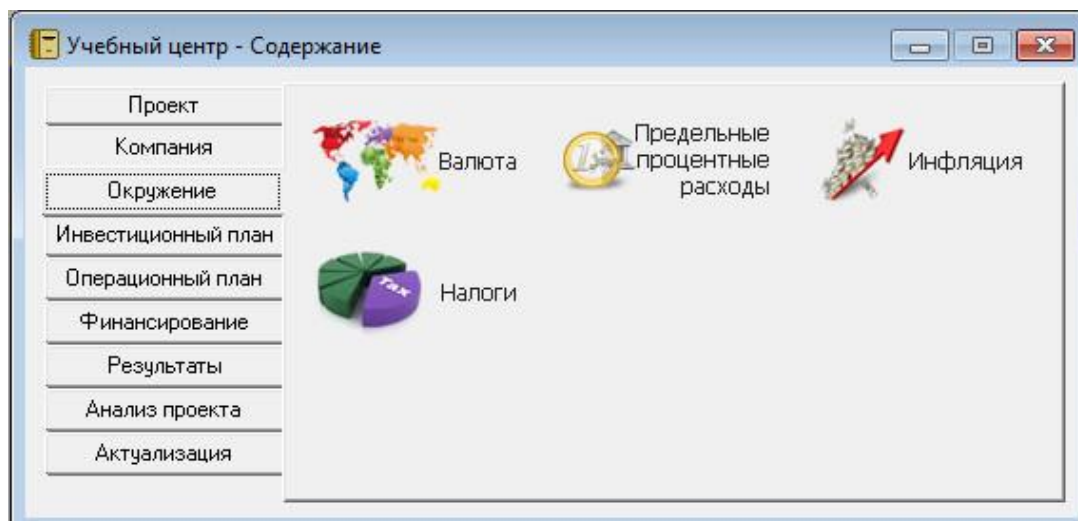 Учебный центр - Содержание
Проект
Компания
Окружение
Инвестиционный план
Операционный план
Финансирование
Результаты
Анализ проекта
Актуализация
Валюта
Предельные
процентные
расходы
Инфляция
Tax
Налоги